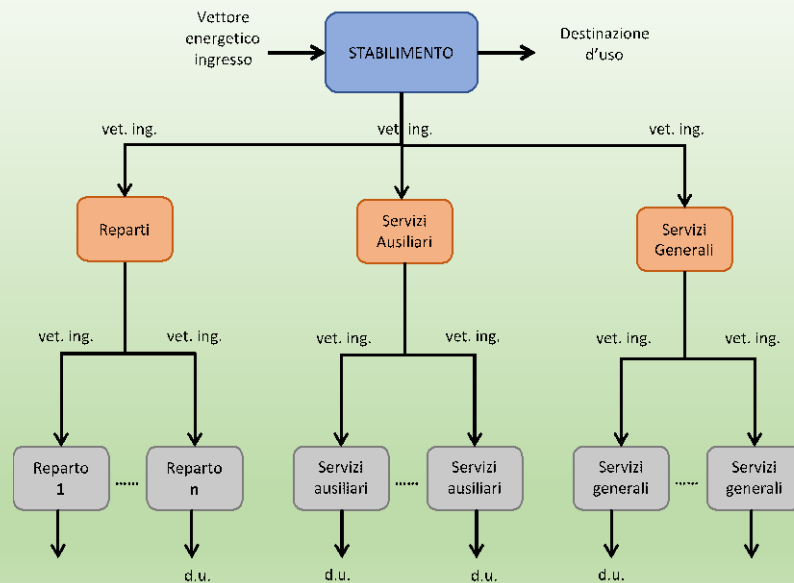 Vettore
energetico
ingresso
STABILIMENTO
Destinazione
d'uso
vet. ing.
vet. ing.
vet. ing.
Reparti
Servizi
Ausiliari
Servizi
Generali
vet. ing.
vet. ing.
vet. ing.
vet. ing.
vet. ing.
vet. ing.
Reparto
1
......
Reparto
n
Servizi
ausiliari
......
Servizi
ausiliari
Servizi
generali
......
Servizi
generali
d.u.
d.u.
d.u.
d.u.